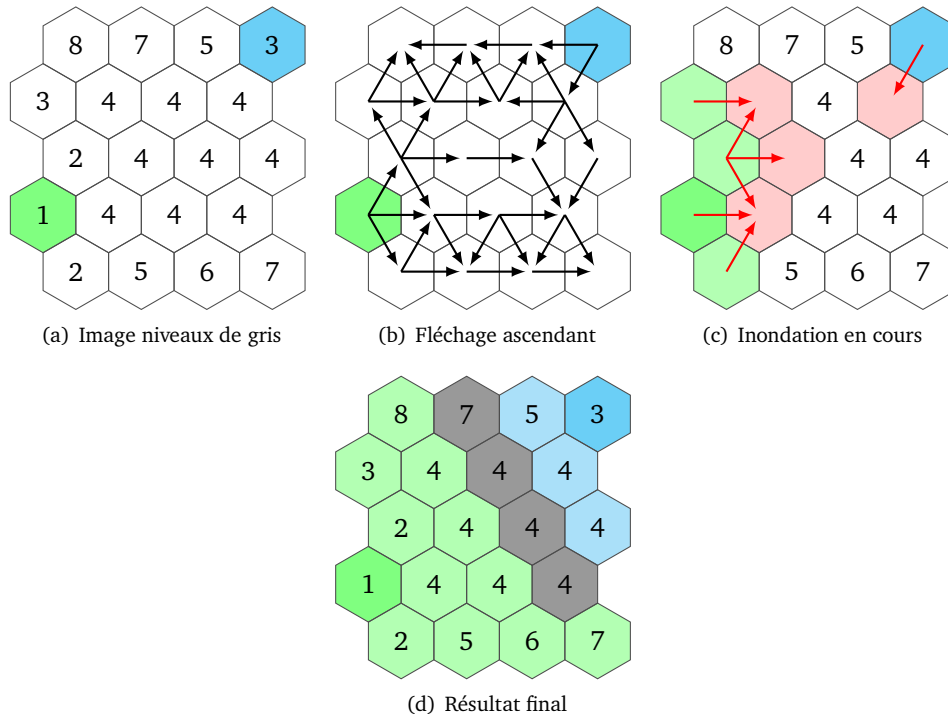 8 7 5 3
3 4 4 4
2 4 4 4
1 4 4 4
2 5 6 7
(a) Image niveaux de gris
(b) Fléchage ascendant
8 7 5
4
4 4
4 4
5 6 7
(c) Inondation en cours
8 7 5 3
3 4 4 4
2 4 4 4
1 4 4 4
2 5 6 7
(d) Résultat final